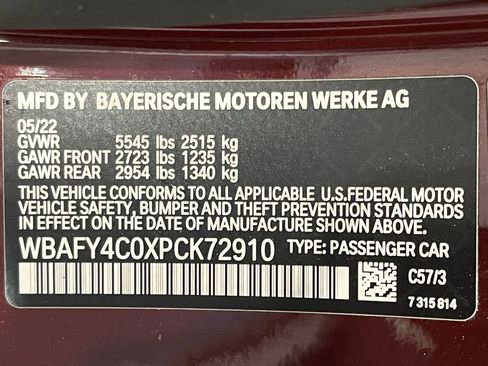 MFD BY BAYERISCHE MOTOREN WERKE AG
05/22
GVWR 5545 lbs 2515 kg
GAWR FRONT 2723 lbs 1235 kg
GAWR REAR 2954 lbs 1340 kg
THIS VEHICLE CONFORMS TO ALL APPLICABLE U.S.FEDERAL MOTOR
VEHICLE SAFETY, BUMPER AND THEFT PREVENTION STANDARDS
IN EFFECT ON THE DATE OF MANUFACTURE SHOWN ABOVE.
WBAFY4C0XPCK72910 TYPE: PASSENGER CAR
C57/3
7 315 814